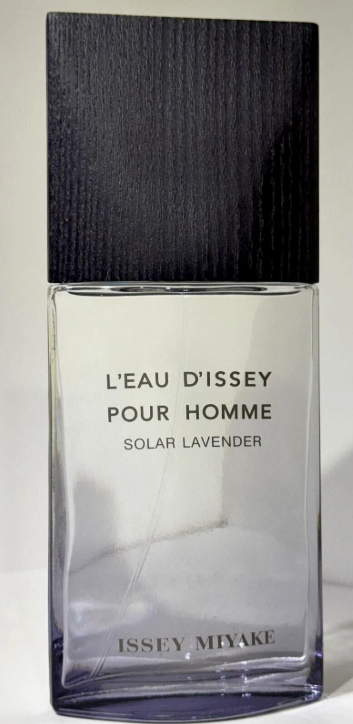 L'EAU D'ISSEY
POUR HOMME
SOLAR LAVENDER
ISSEY MIYAKE